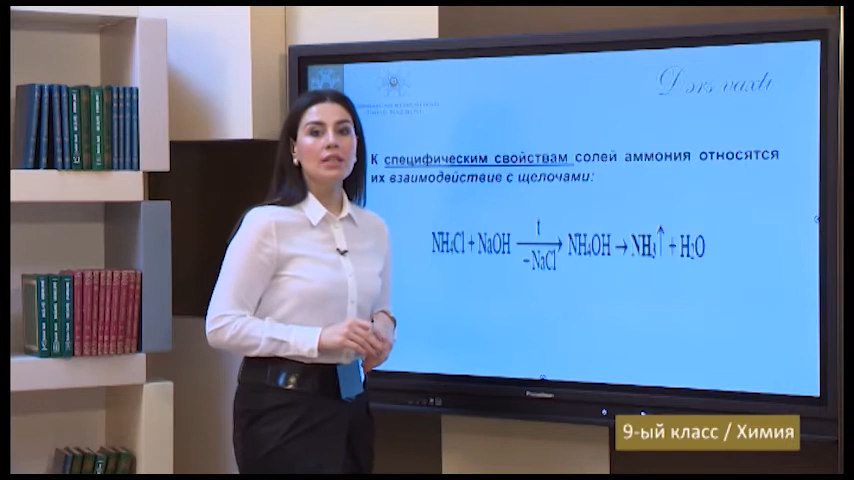 Dərs vaxtı
К специфическим свойствам солей аммония относятся
их взаимодействие с щелочами:
NH₄Cl + NaOH t → −NaCl NH₄OH → NH₃↑ + H₂O
9-ый класс / Химия